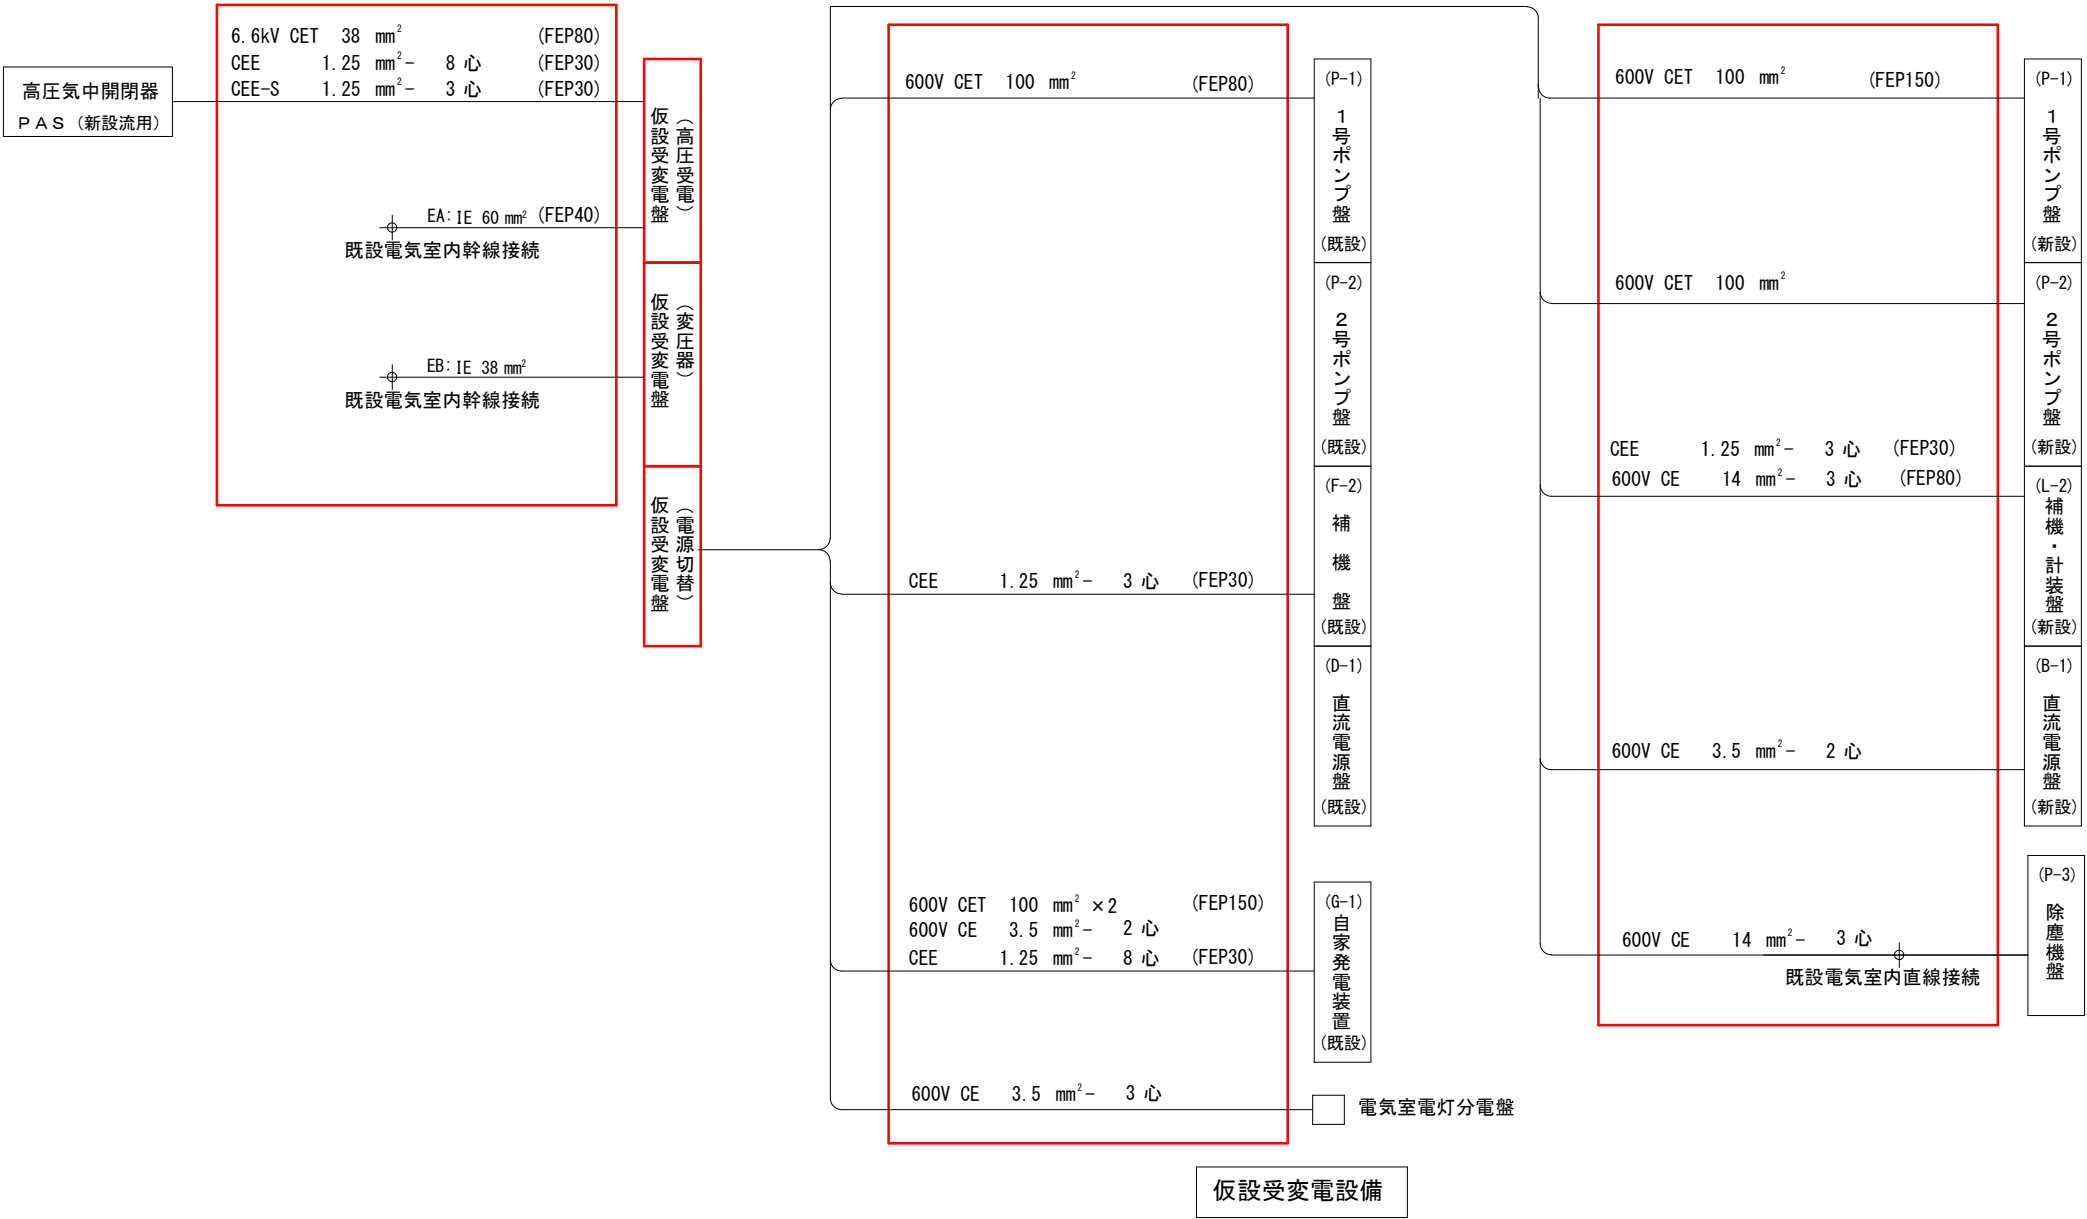 高圧気中開閉器
ＰＡＳ（新設流用）
6.6kV CET 38 mm² (FEP80)
CEE 1.25 mm²- 8 心 (FEP30)
CEE-S 1.25 mm²- 3 心 (FEP30)
EA:IE 60 mm² (FEP40)
既設電気室内幹線接続
EB:IE 38 mm²
既設電気室内幹線接続
仮設受変電盤
（高圧受電）
仮設受変電盤
（変圧器）
仮設受変電盤
（電源切替）
600V CET 100 mm² (FEP80)
CEE 1.25 mm²- 3 心 (FEP30)
600V CET 100 mm² ×2 (FEP150)
600V CE 3.5 mm²- 2 心
CEE 1.25 mm²- 8 心 (FEP30)
600V CE 3.5 mm²- 3 心
(P-1)
１号ポンプ盤
(既設)
(P-2)
２号ポンプ盤
(既設)
(F-2)
補機盤
(既設)
(D-1)
直流電源盤
(既設)
(G-1)
自家発電装置
(既設)
電気室電灯分電盤
600V CET 100 mm² (FEP150)
600V CET 100 mm²
CEE 1.25 mm²- 3 心 (FEP30)
600V CE 14 mm²- 3 心 (FEP80)
600V CE 3.5 mm²- 2 心
600V CE 14 mm²- 3 心
既設電気室内直線接続
(P-1)
１号ポンプ盤
(新設)
(P-2)
２号ポンプ盤
(新設)
(L-2)
補機・計装盤
(新設)
(B-1)
直流電源盤
(新設)
(P-3)
除塵機盤
仮設受変電設備